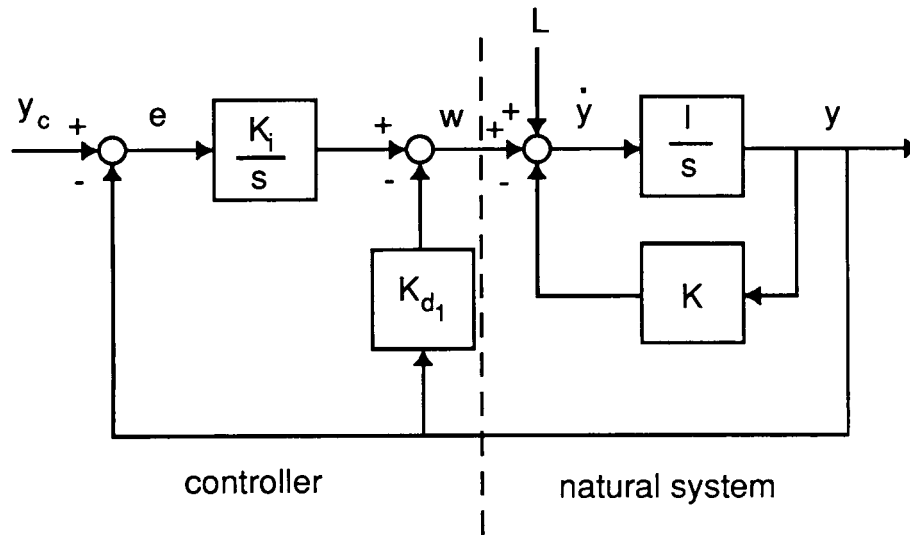 L
y_c + e K_i + w + + ẏ I y
s s
- - -
K_d1 K
controller natural system